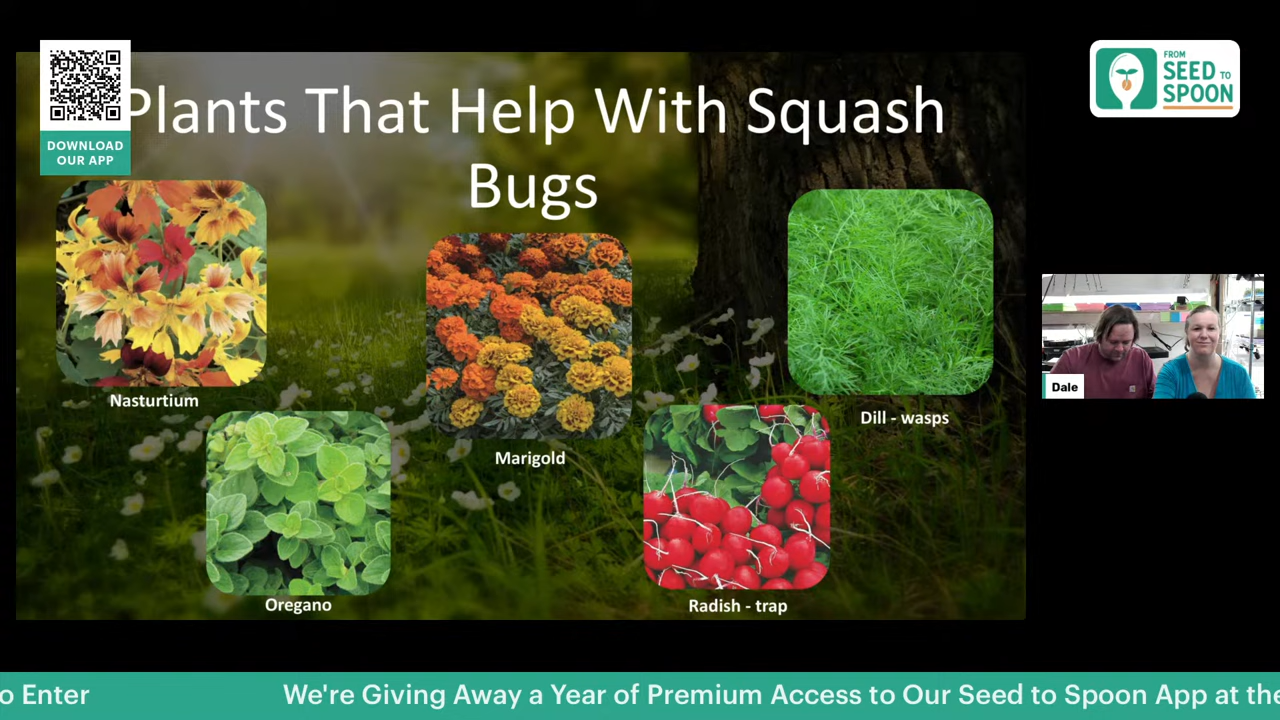 DOWNLOAD
OUR APP
Plants That Help With Squash
Bugs
FROM
SEED TO
SPOON
Nasturtium
Marigold
Dill - wasps
Oregano
Radish - trap
Dale
o Enter
We're Giving Away a Year of Premium Access to Our Seed to Spoon App at the